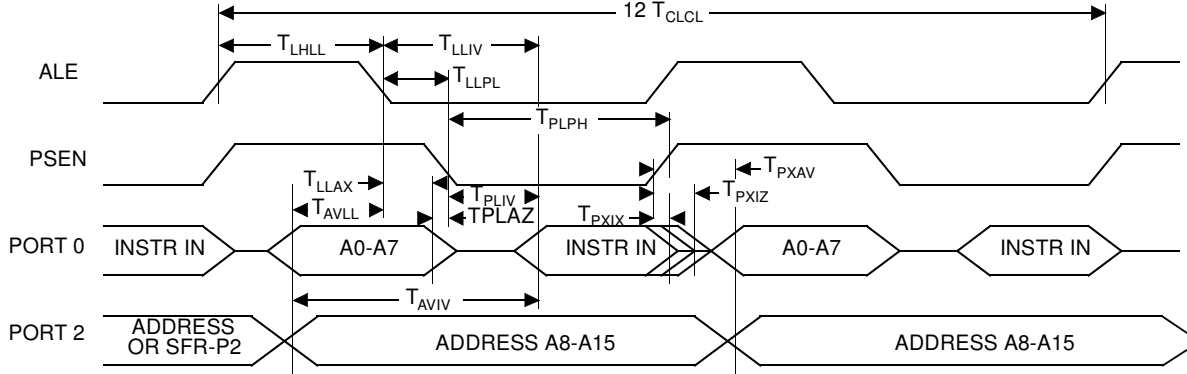 12 TCLCL
TLHLL
TLLIV
ALE
TLLPL
TPLPH
PSEN
TPXAV
TLLAX
TPLIV
TPXIZ
TAVLL
TPLAZ
TPXIX
PORT 0
INSTR IN
A0-A7
INSTR IN
A0-A7
INSTR IN
TAVIV
PORT 2
ADDRESS
OR SFR-P2
ADDRESS A8-A15
ADDRESS A8-A15